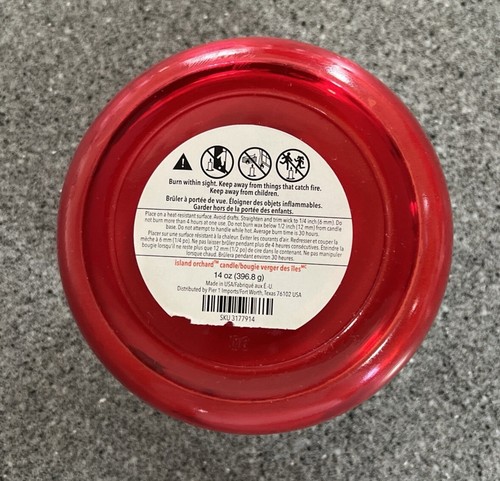 Burn within sight. Keep away from things that catch fire.
Keep away from children.
Brûler à portée de vue. Éloigner des objets inflammables.
Garder hors de la portée des enfants.
Place on a heat resistant surface. Avoid drafts. Straighten and trim wick to 1/4 inch (6 mm). Do
not burn more than 4 hours at one use. Do not burn wax below 1/2 inch (12 mm) from candle
base. Do not attempt to handle while hot. Average burn time is 30 hours.
Placer sur une surface résistant à la chaleur. Éviter les courants d'air. Redresser et couper la
mèche à 6 mm (1/4 po). Ne pas laisser brûler pendant plus de 4 heures consécutives. Éteindre la
bougie lorsqu'il ne reste plus que 12 mm (1/2 po) de cire dans le contenant. Ne pas manipuler
lorsque chaud. Brûlera pendant environ 30 heures.
island orchard™ candle/bougie verger des îles
14 oz (396.8 g)
Made in USA/Fabriqué aux É.-U.
Distributed by Pier 1 Imports/Fort Worth, Texas 76102 USA
SKU 3177914